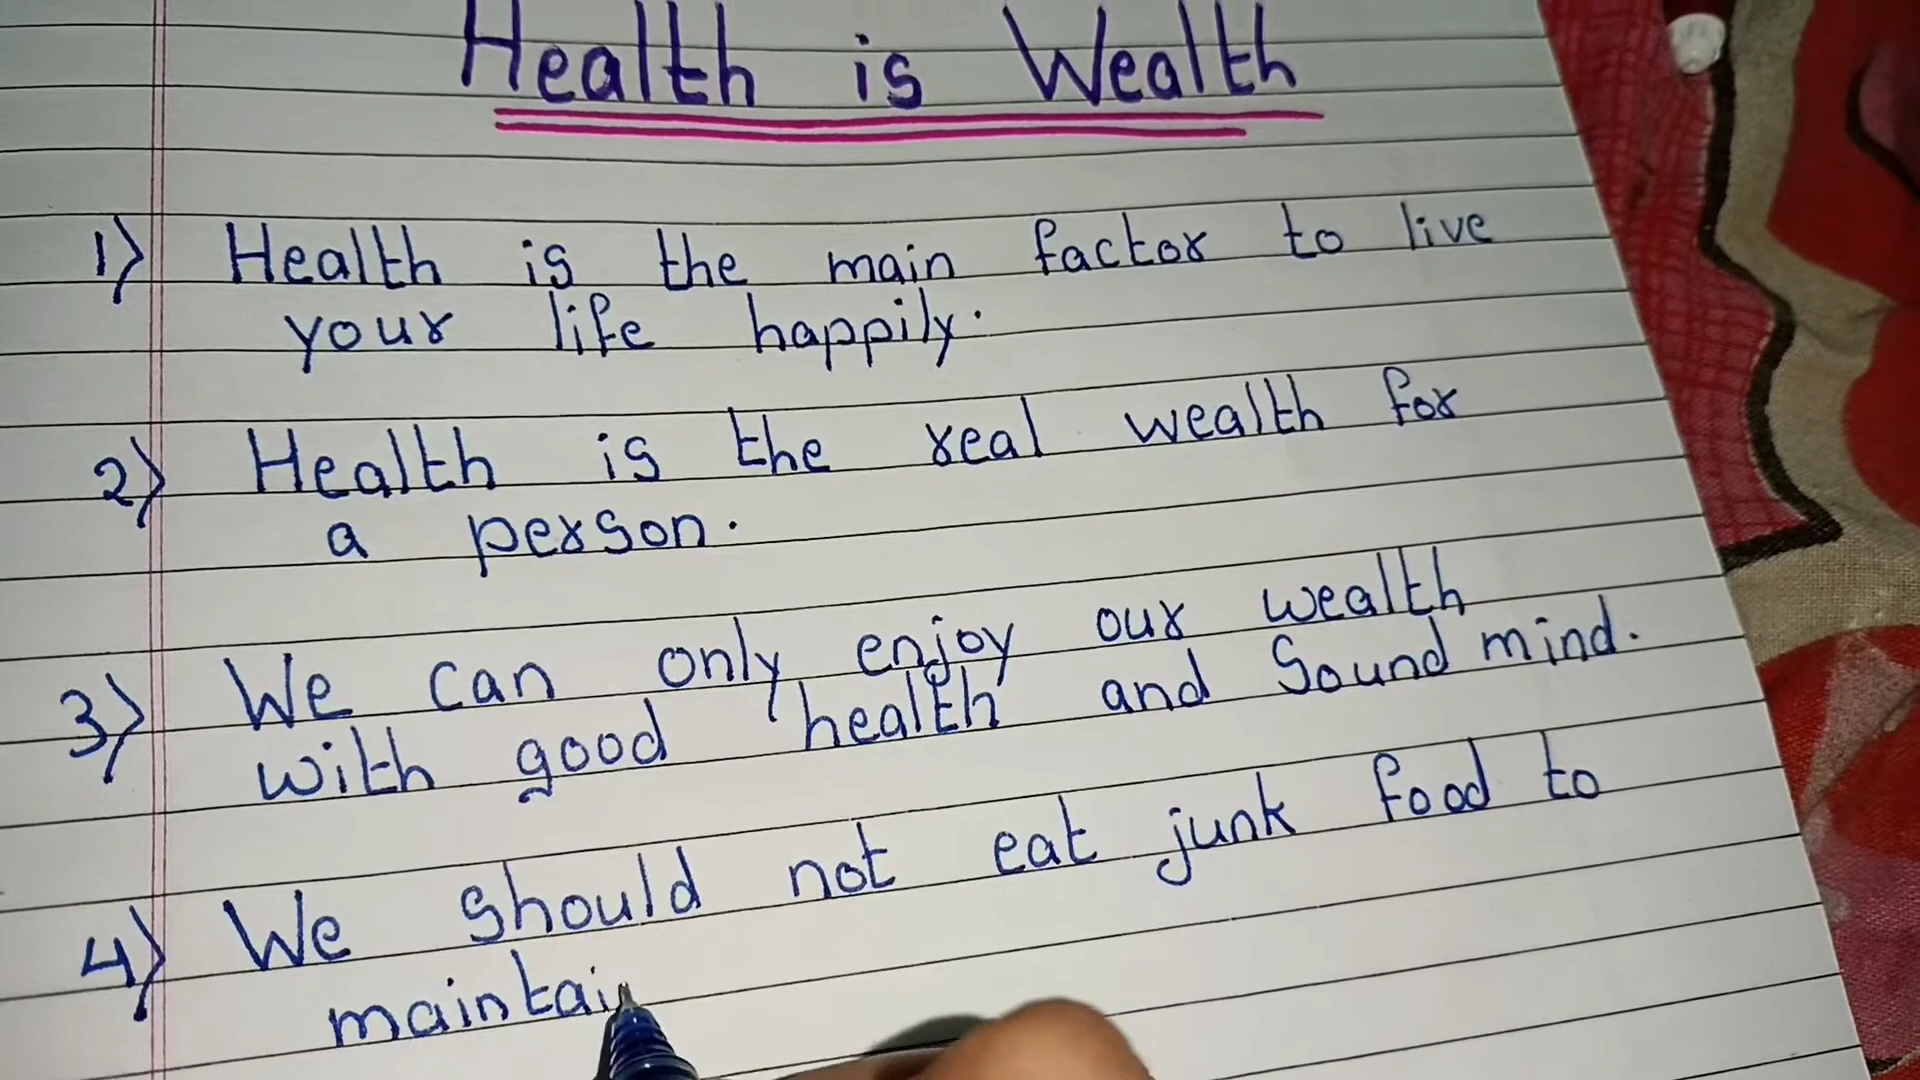 Health is Wealth
1) Health is the main factor to live
your life happily.
2) Health is the real wealth for
a person.
3) We can only enjoy our wealth
with good health and Sound mind.
4) We should not eat junk food to
maintai